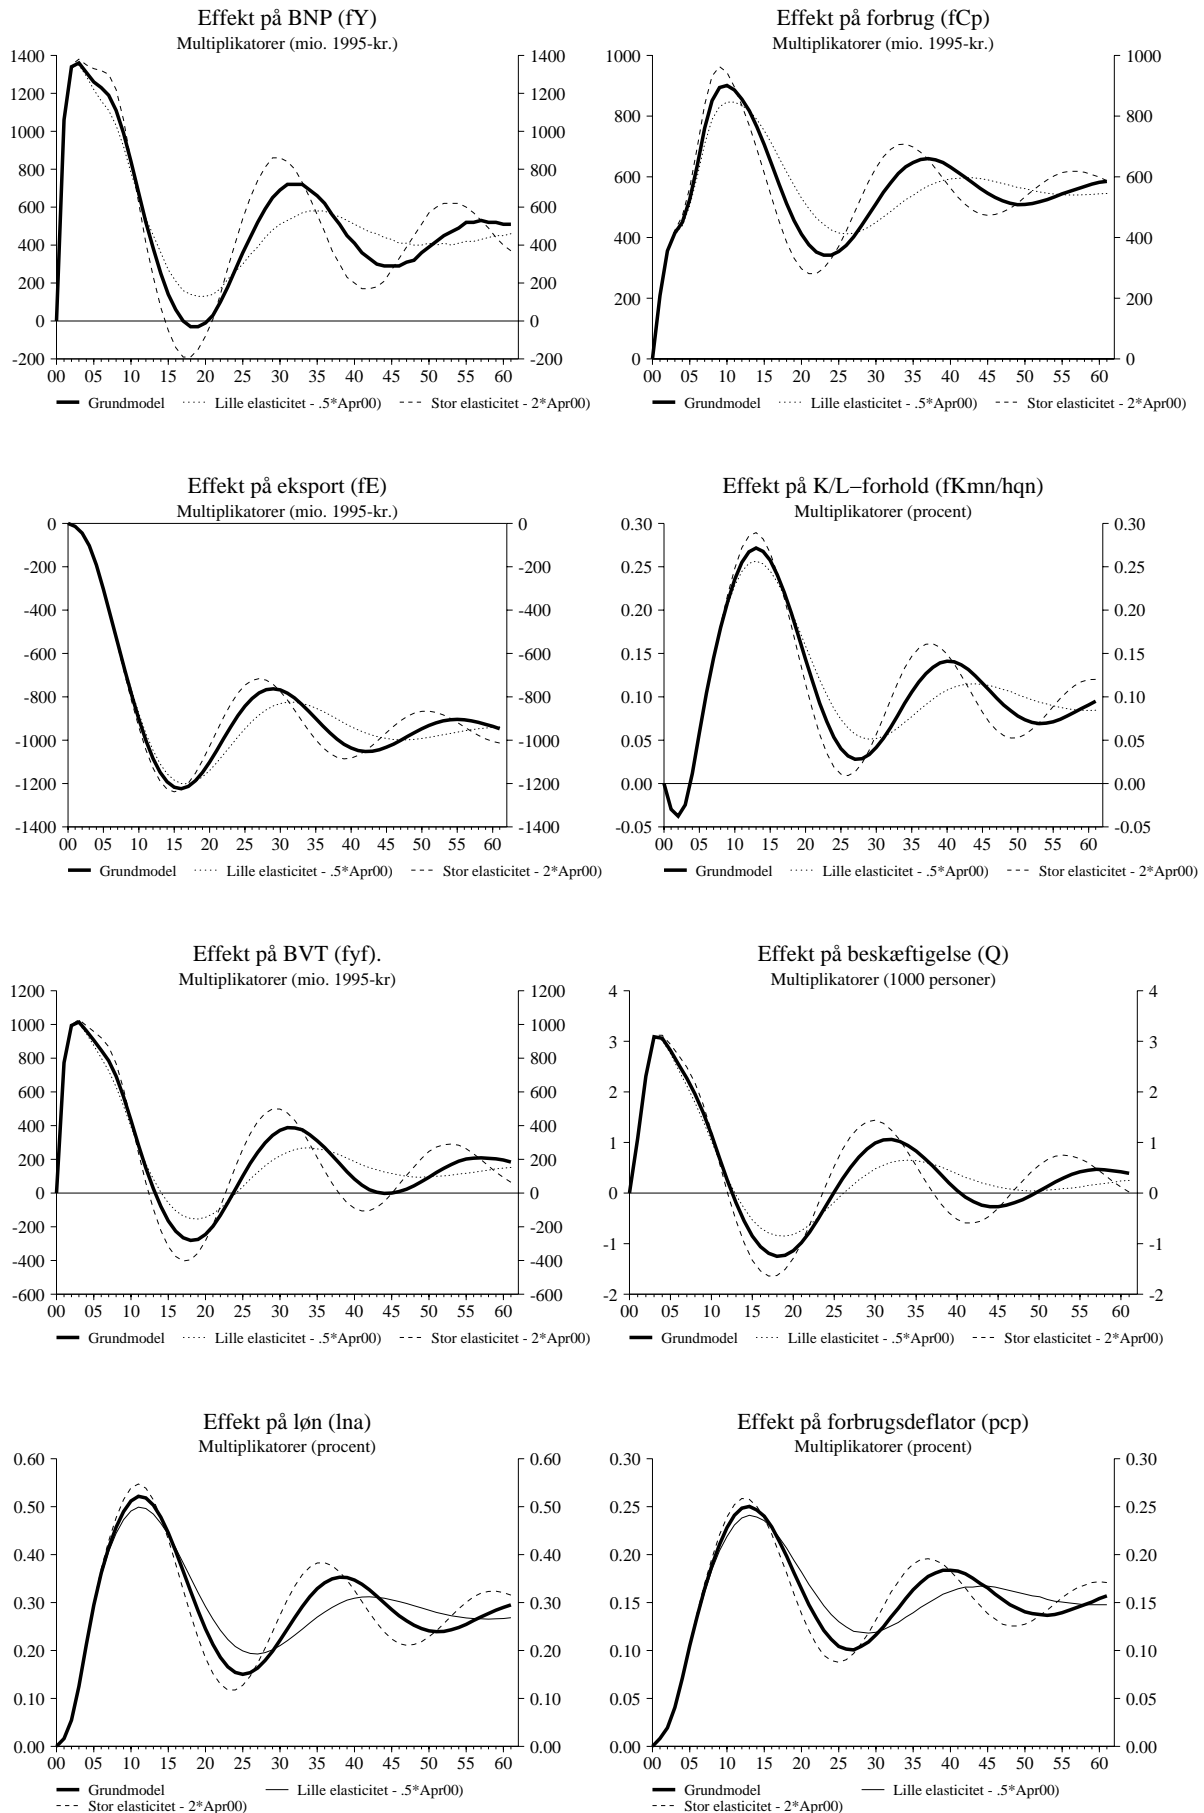 Effekt på BNP (fY)
Multiplikatorer (mio. 1995-kr.)
1400 1400
1200 1200
1000 1000
800 800
600 600
400 400
200 200
0 0
-200 -200
00 05 10 15 20 25 30 35 40 45 50 55 60
Grundmodel Lille elasticitet - .5*Apr00) Stor elasticitet - 2*Apr00)
Effekt på forbrug (fCp)
Multiplikatorer (mio. 1995-kr.)
1000 1000
800 800
600 600
400 400
200 200
0 0
00 05 10 15 20 25 30 35 40 45 50 55 60
Grundmodel Lille elasticitet - .5*Apr00) Stor elasticitet - 2*Apr00)
Effekt på eksport (fE)
Multiplikatorer (mio. 1995-kr.)
0 0
-200 -200
-400 -400
-600 -600
-800 -800
-1000 -1000
-1200 -1200
-1400 -1400
00 05 10 15 20 25 30 35 40 45 50 55 60
Grundmodel Lille elasticitet - .5*Apr00) Stor elasticitet - 2*Apr00)
Effekt på K/L–forhold (fKmn/hqn)
Multiplikatorer (procent)
0.30 0.30
0.25 0.25
0.20 0.20
0.15 0.15
0.10 0.10
0.05 0.05
0.00 0.00
-0.05 -0.05
00 05 10 15 20 25 30 35 40 45 50 55 60
Grundmodel Lille elasticitet - .5*Apr00) Stor elasticitet - 2*Apr00)
Effekt på BVT (fyf).
Multiplikatorer (mio. 1995-kr)
1200 1200
1000 1000
800 800
600 600
400 400
200 200
0 0
-200 -200
-400 -400
-600 -600
00 05 10 15 20 25 30 35 40 45 50 55 60
Grundmodel Lille elasticitet - .5*Apr00) Stor elasticitet - 2*Apr00)
Effekt på beskæftigelse (Q)
Multiplikatorer (1000 personer)
4 4
3 3
2 2
1 1
0 0
-1 -1
-2 -2
00 05 10 15 20 25 30 35 40 45 50 55 60
Grundmodel Lille elasticitet - .5*Apr00) Stor elasticitet - 2*Apr00)
Effekt på løn (lna)
Multiplikatorer (procent)
0.60 0.60
0.50 0.50
0.40 0.40
0.30 0.30
0.20 0.20
0.10 0.10
0.00 0.00
00 05 10 15 20 25 30 35 40 45 50 55 60
Grundmodel Lille elasticitet - .5*Apr00)
Stor elasticitet - 2*Apr00)
Effekt på forbrugsdeflator (pcp)
Multiplikatorer (procent)
0.30 0.30
0.25 0.25
0.20 0.20
0.15 0.15
0.10 0.10
0.05 0.05
0.00 0.00
00 05 10 15 20 25 30 35 40 45 50 55 60
Grundmodel Lille elasticitet - .5*Apr00)
Stor elasticitet - 2*Apr00)